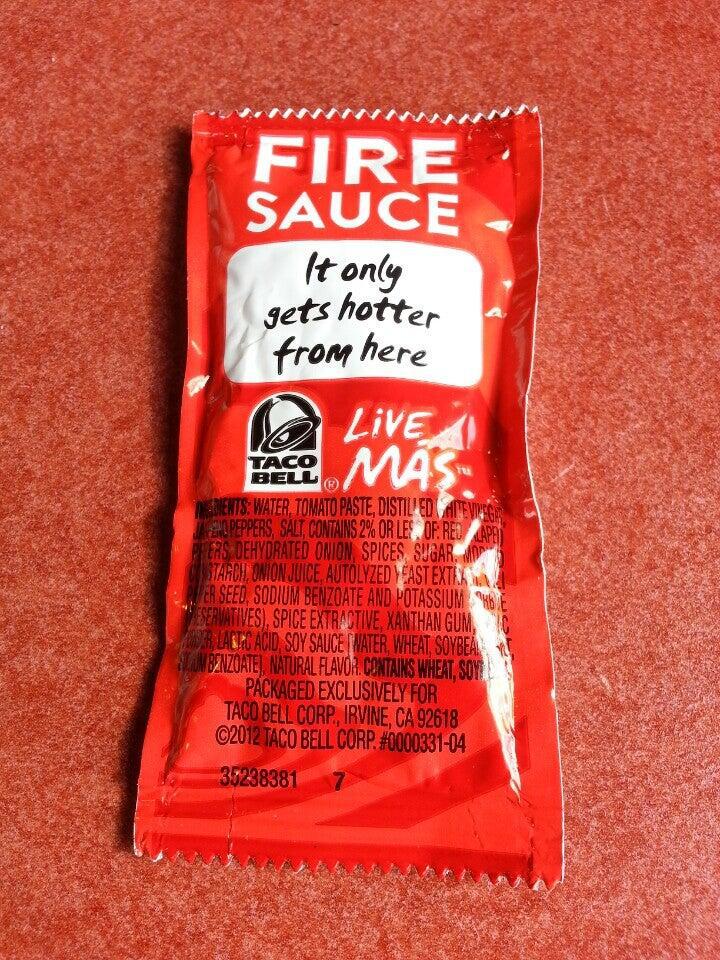 FIRE
SAUCE
It only
gets hotter
from here
LIVE
MÁS™
TACO
BELL®
WATER, TOMATO PASTE, DISTILLED WHITE
PEPPERS, SALT, CONTAINS 2% OR LESS OF: RED
DEHYDRATED ONION, SPICES, SUGAR,
ONION JUICE, AUTOLYZED YEAST
SEED, SODIUM BENZOATE AND POTASSIUM
SPICE EXTRACTIVE, XANTHAN GUM,
LACTIC ACID, SOY SAUCE (WATER, WHEAT,
BENZOATE), NATURAL FLAVOR. CONTAINS WHEAT,
PACKAGED EXCLUSIVELY FOR
TACO BELL CORP., IRVINE, CA 92618
©2012 TACO BELL CORP. #0000331-04
35238381 7